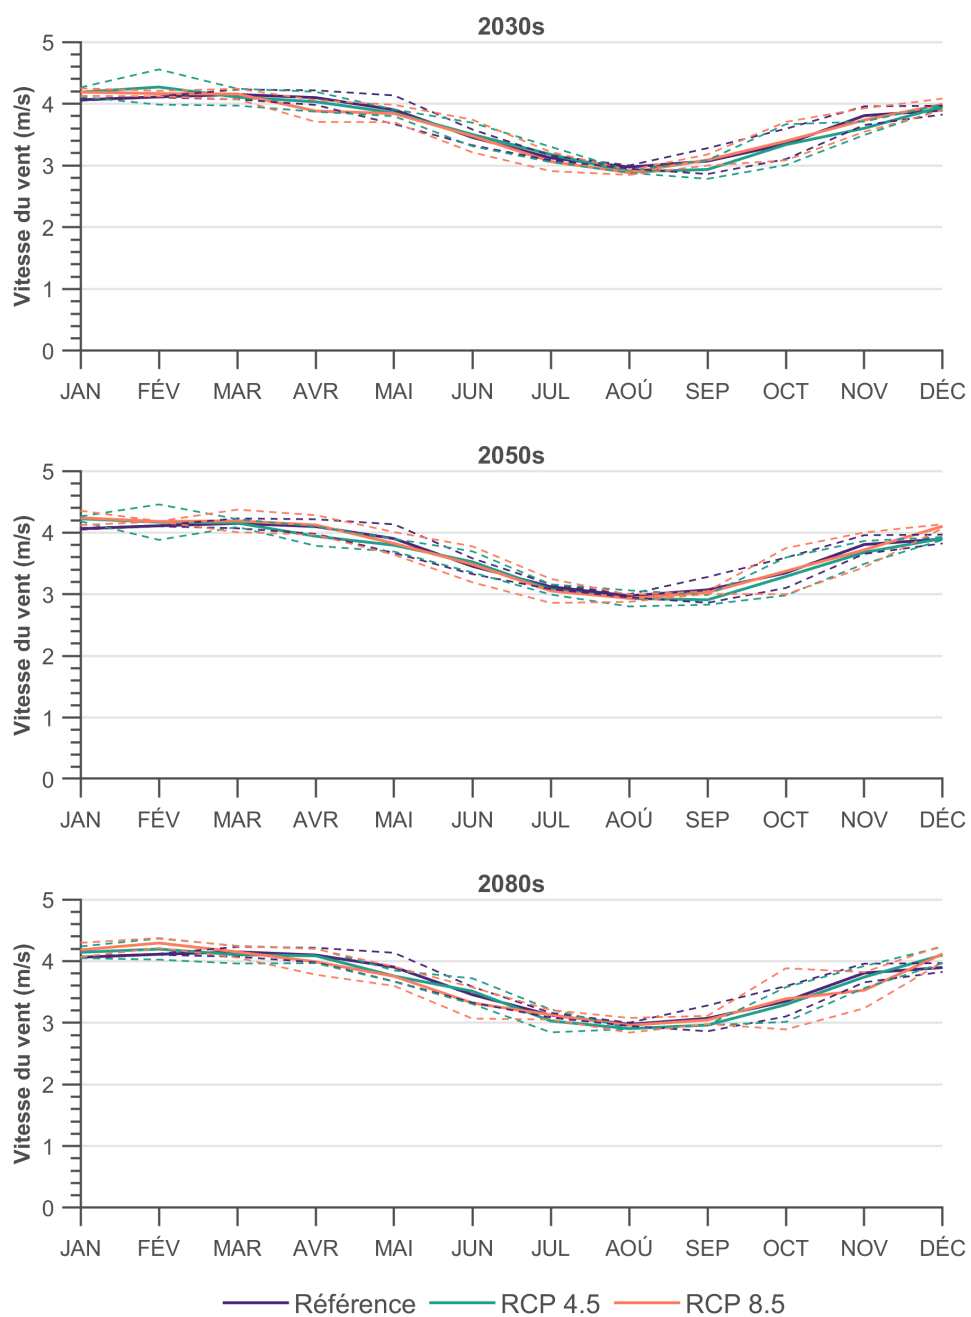 2030s
Vitesse du vent (m/s)
5
4
3
2
1
0
JAN FÉV MAR AVR MAI JUN JUL AOÚ SEP OCT NOV DÉC
2050s
Vitesse du vent (m/s)
5
4
3
2
1
0
JAN FÉV MAR AVR MAI JUN JUL AOÚ SEP OCT NOV DÉC
2080s
Vitesse du vent (m/s)
5
4
3
2
1
0
JAN FÉV MAR AVR MAI JUN JUL AOÚ SEP OCT NOV DÉC
Référence RCP 4.5 RCP 8.5